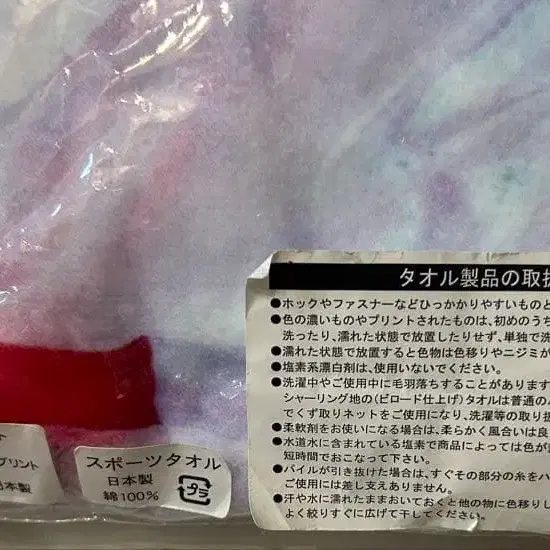 タオル製品の取扱
●ホックやファスナーなどひっかかりやすいものと
●色の濃いものやプリントされたものは、初めのうち
洗ったり、濡れた状態で放置したりせず、単独で洗
●濡れた状態で放置すると色物は色移りやニジミが
●塩素系漂白剤は、使用しないでください。
●洗濯中やご使用中に毛羽落ちすることがあります
シャーリング地の(ビロード仕上げ)タオルは普通の
でくず取りネットをご使用になり、洗濯等の取り扱
●柔軟剤をお使いになる場合は、柔らかく風合いは良
●水道水に含まれている塩素で商品によっては色が
短時間でおこなって下さい。
●パイルが引き抜けた場合は、すぐその部分の糸をハ
ご使用には差し支えありません。
●汗や水に濡れたままおいておくと他の物に色移りし
よく絞りすぐに広げて干してください。
プリント
日本製
スポーツタオル
日本製
綿100%
プラ